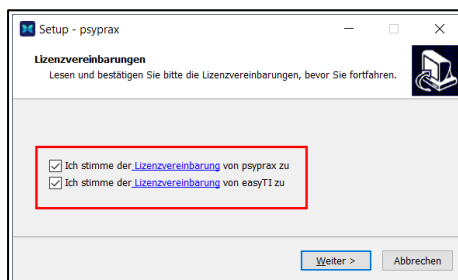 Setup - psyprax
Lizenzvereinbarungen
Lesen und bestätigen Sie bitte die Lizenzvereinbarungen, bevor Sie fortfahren.
Ich stimme der Lizenzvereinbarung von psyprax zu
Ich stimme der Lizenzvereinbarung von easyTI zu
Weiter >
Abbrechen